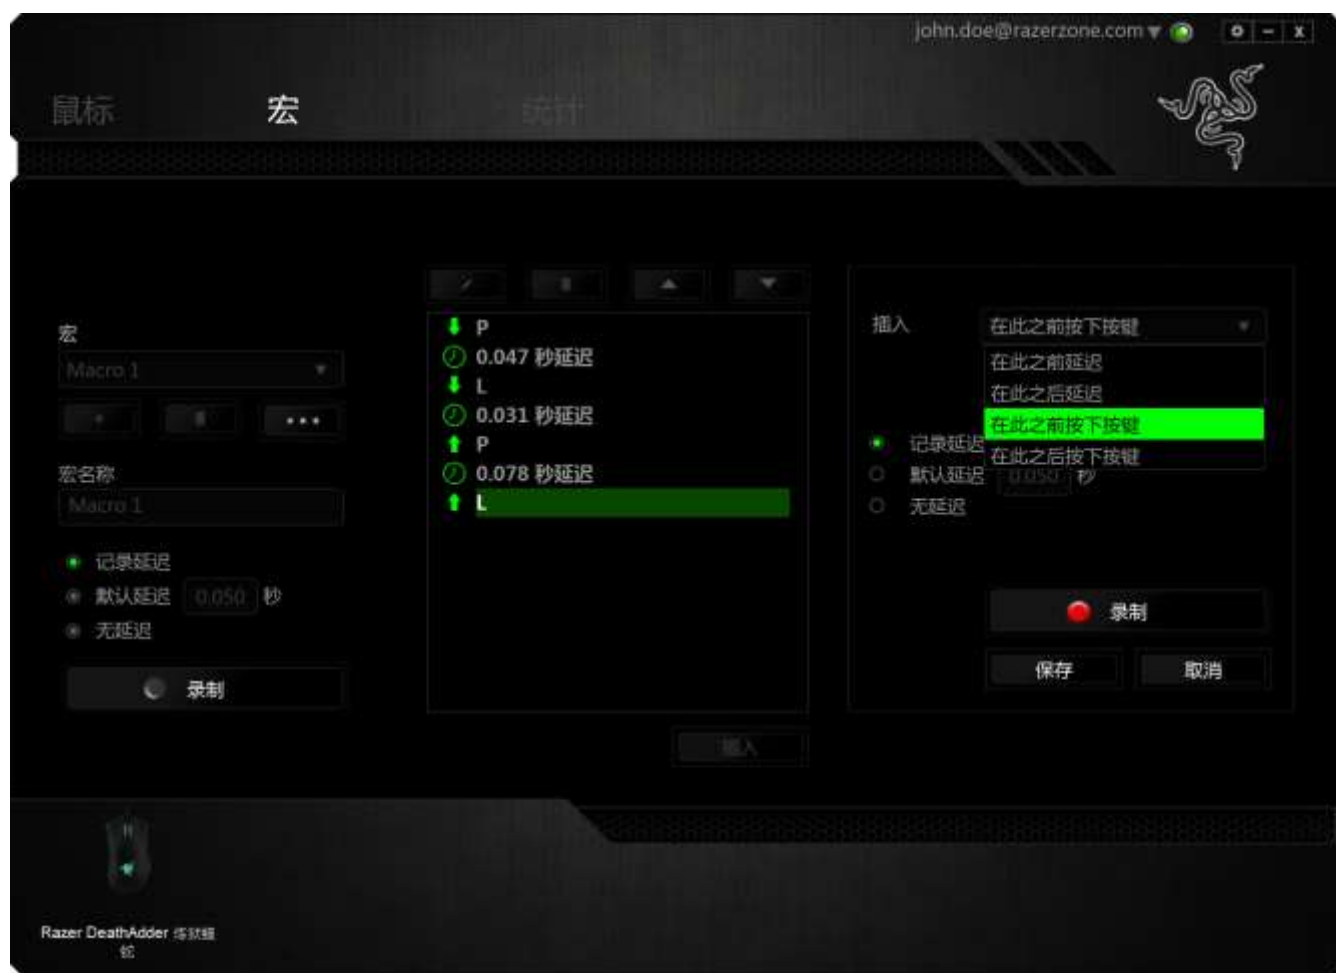 john.doe@razerzone.com
鼠标 宏 统计
宏
Macro 1
宏名称
Macro 1
记录延迟
默认延迟 0.050 秒
无延迟
录制
P
0.047 秒延迟
L
0.031 秒延迟
P
0.078 秒延迟
L
插入
插入 在此之前按下按键
在此之前延迟
在此之后延迟
在此之前按下按键
在此之后按下按键
记录延迟
默认延迟 0.050 秒
无延迟
录制
保存 取消
Razer DeathAdder 炼狱蝰
蛇